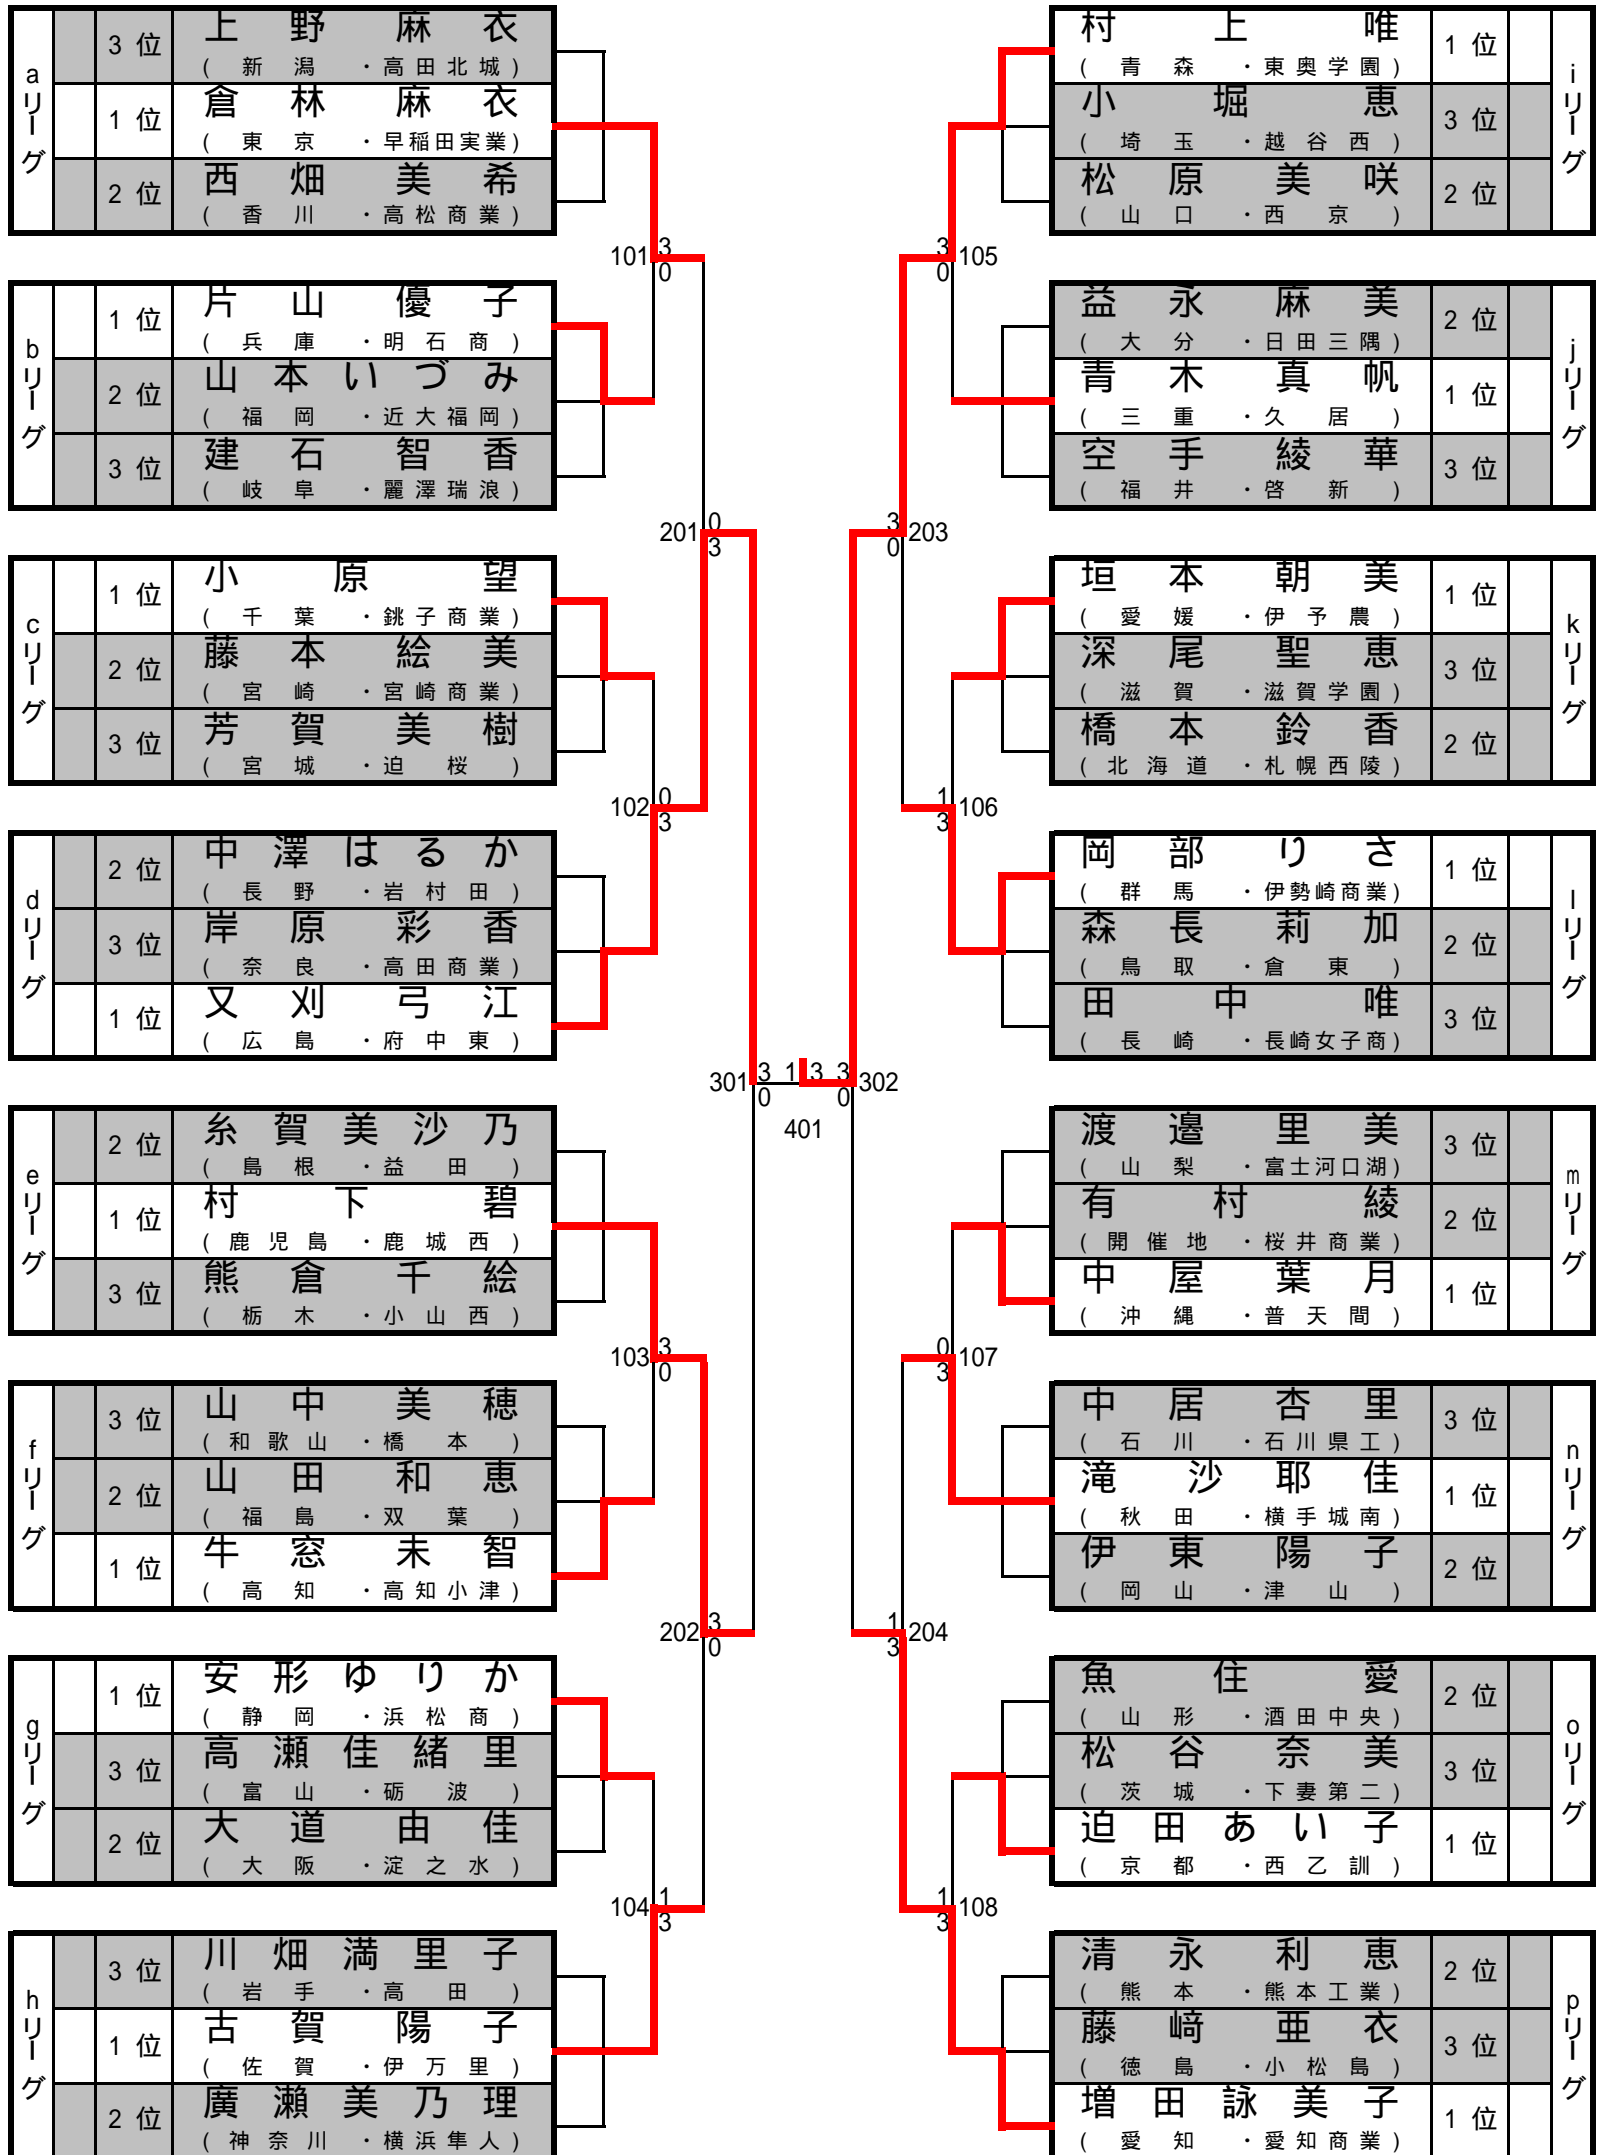 aリーグ
3位 上野麻衣
(新潟・高田北城)
1位 倉林麻衣
(東京・早稲田実業)
2位 西畑美希
(香川・高松商業)
101 3
0
bリーグ
1位 片山優子
(兵庫・明石商)
2位 山本いづみ
(福岡・近大福岡)
3位 建石智香
(岐阜・麗澤瑞浪)
201 0
3
cリーグ
1位 小原望
(千葉・銚子商業)
2位 藤本絵美
(宮崎・宮崎商業)
3位 芳賀美樹
(宮城・迫桜)
102 0
3
dリーグ
2位 中澤はるか
(長野・岩村田)
3位 岸原彩香
(奈良・高田商業)
1位 又刈弓江
(広島・府中東)
301 3
0
1 3
401
eリーグ
2位 糸賀美沙乃
(島根・益田)
1位 村下碧
(鹿児島・鹿城西)
3位 熊倉千絵
(栃木・小山西)
103 3
0
fリーグ
3位 山中美穂
(和歌山・橋本)
2位 山田和恵
(福島・双葉)
1位 牛窓未智
(高知・高知小津)
202 3
0
gリーグ
1位 安形ゆりか
(静岡・浜松商)
3位 高瀬佳緒里
(富山・砺波)
2位 大道由佳
(大阪・淀之水)
104 1
3
hリーグ
3位 川畑満里子
(岩手・高田)
1位 古賀陽子
(佐賀・伊万里)
2位 廣瀬美乃理
(神奈川・横浜隼人)
iリーグ
村上唯 1位
(青森・東奥学園)
小堀恵 3位
(埼玉・越谷西)
松原美咲 2位
(山口・西京)
3 105
0
jリーグ
益永麻美 2位
(大分・日田三隈)
青木真帆 1位
(三重・久居)
空手綾華 3位
(福井・啓新)
3 203
0
kリーグ
垣本朝美 1位
(愛媛・伊予農)
深尾聖恵 3位
(滋賀・滋賀学園)
橋本鈴香 2位
(北海道・札幌西陵)
1 106
3
lリーグ
岡部りさ 1位
(群馬・伊勢崎商業)
森長莉加 2位
(鳥取・倉東)
田中唯 3位
(長崎・長崎女子商)
3 302
0
mリーグ
渡邉里美 3位
(山梨・富士河口湖)
有村綾 2位
(開催地・桜井商業)
中屋葉月 1位
(沖縄・普天間)
0 107
3
nリーグ
中居杏里 3位
(石川・石川県工)
滝沙耶佳 1位
(秋田・横手城南)
伊東陽子 2位
(岡山・津山)
1 204
3
oリーグ
魚住愛 2位
(山形・酒田中央)
松谷奈美 3位
(茨城・下妻第二)
迫田あい子 1位
(京都・西乙訓)
1 108
3
pリーグ
清永利恵 2位
(熊本・熊本工業)
藤﨑亜衣 3位
(徳島・小松島)
増田詠美子 1位
(愛知・愛知商業)